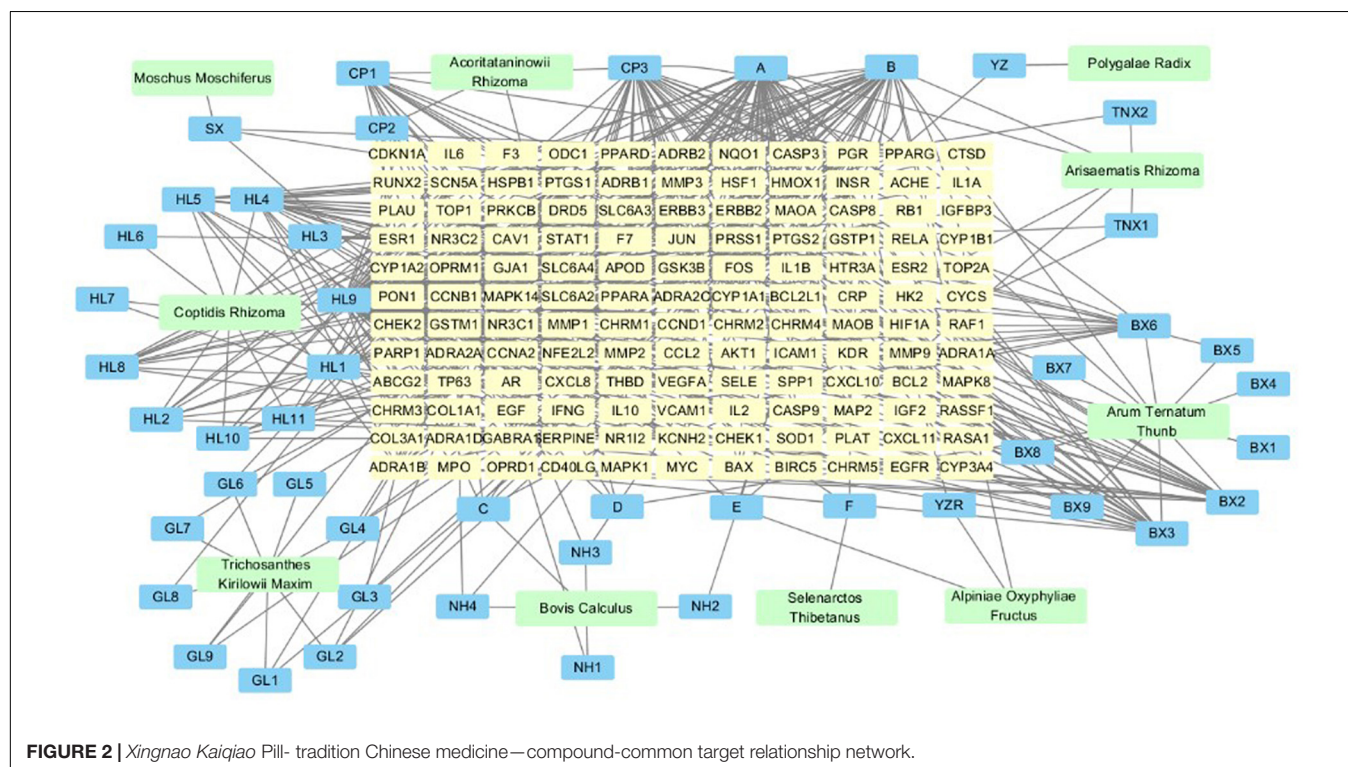 Moschus Moschiferus
CP1
Acoritataninowii
Rhizoma
CP3
A
B
YZ
Polygalae Radix
SX
CP2
TNX2
Arisaematis Rhizoma
TNX1
CDKN1A IL6 F3 ODC1 PPARD ADRB2 NQO1 CASP3 PGR PPARG CTSD
RUNX2 SCN5A HSPB1 PTGS1 ADRB1 MMP3 HSF1 HMOX1 INSR ACHE IL1A
PLAU TOP1 PRKCB DRD5 SLC6A3 ERBB3 ERBB2 MAOA CASP8 RB1 IGFBP3
ESR1 NR3C2 CAV1 STAT1 F7 JUN PRSS1 PTGS2 GSTP1 RELA CYP1B1
CYP1A2 OPRM1 GJA1 SLC6A4 APOD GSK3B FOS IL1B HTR3A ESR2 TOP2A
PON1 CCNB1 MAPK14 SLC6A2 PPARA ADRA2C CYP1A1 BCL2L1 CRP HK2 CYCS
CHEK2 GSTM1 NR3C1 MMP1 CHRM1 CCND1 CHRM2 CHRM4 MAOB HIF1A RAF1
PARP1 ADRA2A CCNA2 NFE2L2 MMP2 CCL2 AKT1 ICAM1 KDR MMP9 ADRA1A
ABCG2 TP63 AR CXCL8 THBD VEGFA SELE SPP1 CXCL10 BCL2 MAPK8
CHRM3 COL1A1 EGF IFNG IL10 VCAM1 IL2 CASP9 MAP2 IGF2 RASSF1
COL3A1 ADRA1D GABRA1 SERPINE NR1I2 KCNH2 CHEK1 SOD1 PLAT CXCL11 RASA1
ADRA1B MPO OPRD1 CD40LG MAPK1 MYC BAX BIRC5 CHRM5 EGFR CYP3A4
HL5
HL4
HL6
HL3
HL7
HL9
Coptidis Rhizoma
HL8
HL1
HL2
HL11
HL10
BX6
BX5
BX7
BX4
Arum Ternatum
Thunb
BX1
BX8
BX2
BX9
BX3
GL6
GL5
GL7
GL4
Trichosanthes
Kirilowii Maxim
GL8
GL3
GL9
GL2
GL1
C
D
E
F
YZR
NH3
NH4
Bovis Calculus
NH2
NH1
Selenarctos
Thibetanus
Alpiniae Oxyphyliae
Fructus
FIGURE 2 | Xingnao Kaiqiao Pill- tradition Chinese medicine—compound-common target relationship network.